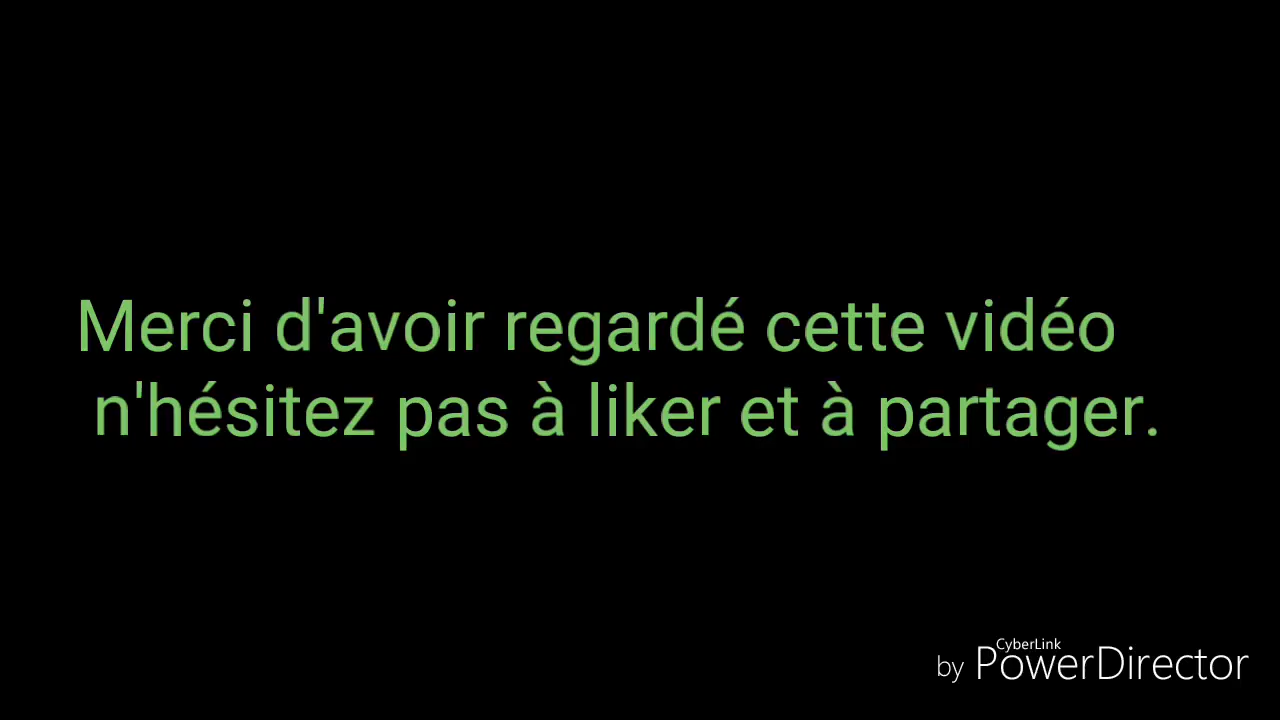 Merci d'avoir regardé cette vidéo
n'hésitez pas à liker et à partager.
CyberLink
by PowerDirector